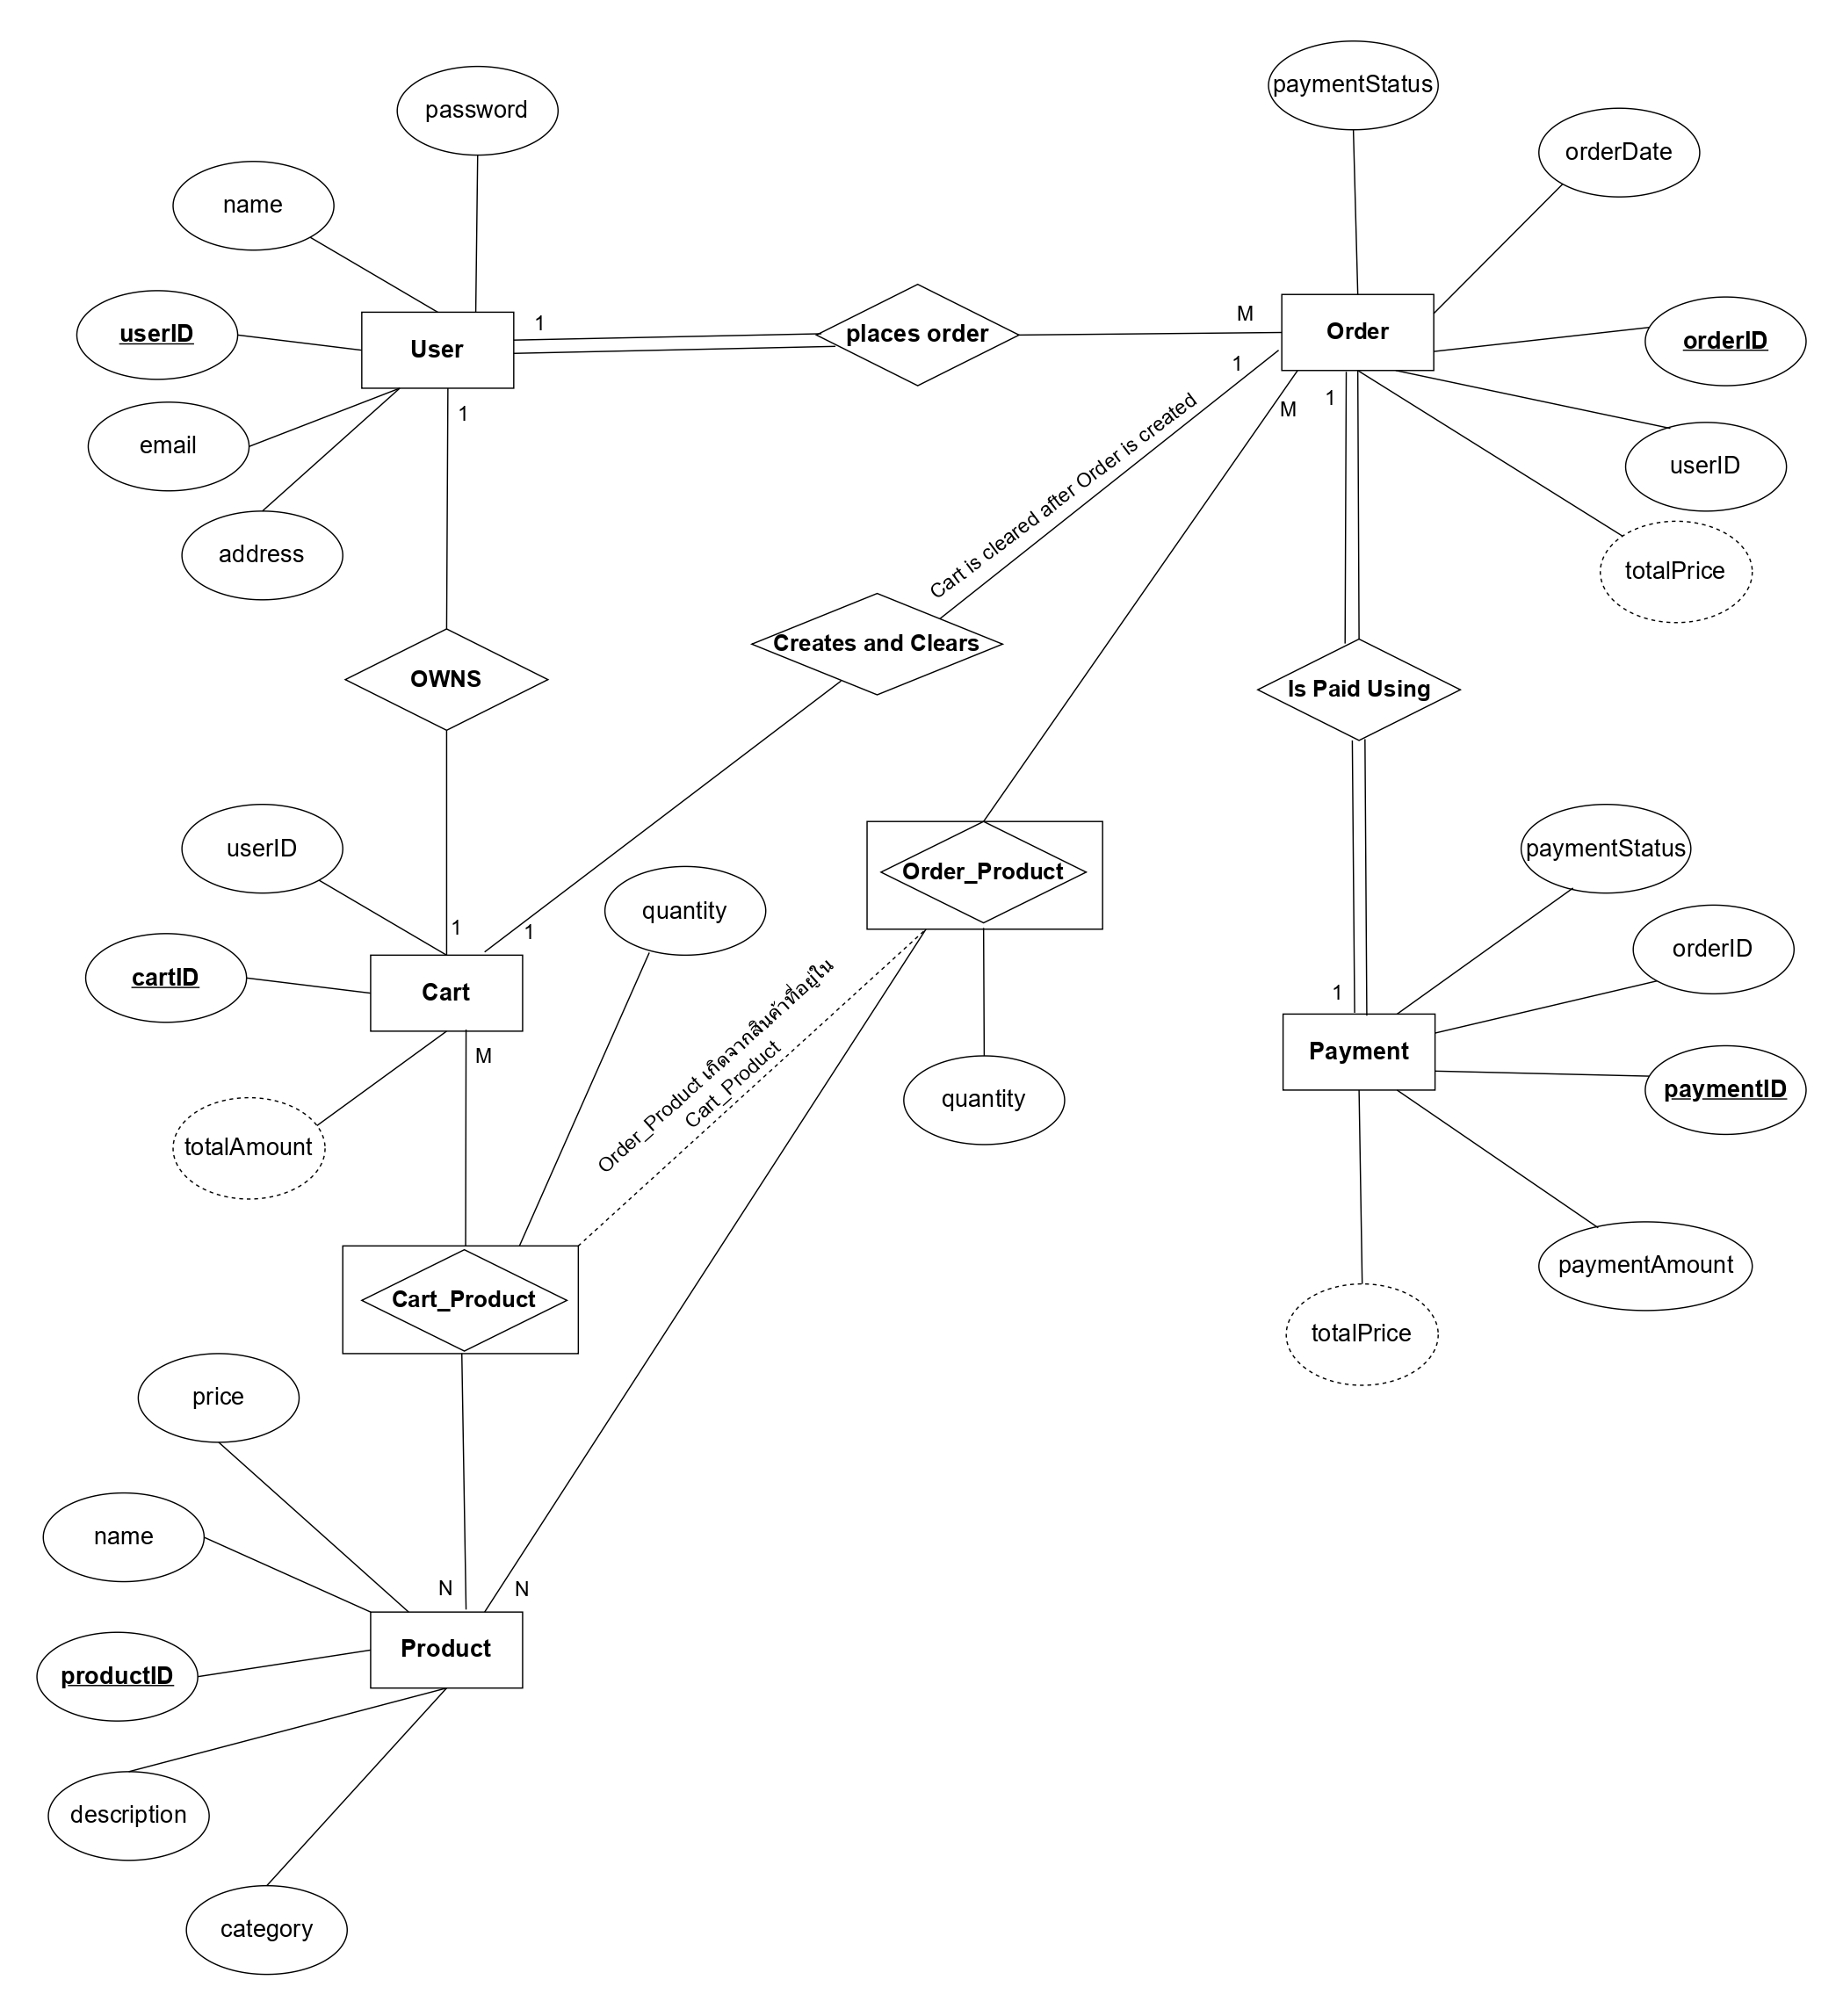 paymentStatus
password
orderDate
name
userID
User
1
places order
M
Order
orderID
1
1
M
1
email
Cart is cleared after Order is created
userID
address
totalPrice
Creates and Clears
OWNS
Is Paid Using
userID
paymentStatus
Order_Product
quantity
1
1
orderID
cartID
Cart
1
Order_Product เกิดจากสินค้าที่อยู่ใน
Cart_Product
M
Payment
paymentID
quantity
totalAmount
paymentAmount
Cart_Product
totalPrice
price
name
N
N
Product
productID
description
category